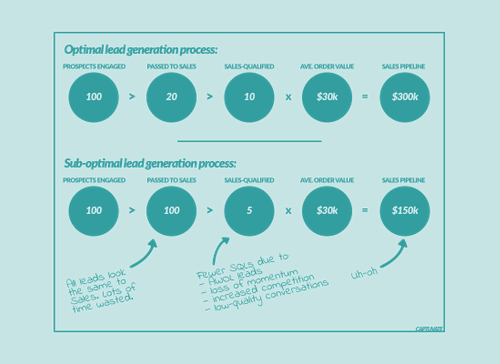 Optimal lead generation process:
PROSPECTS ENGAGED PASSED TO SALES SALES-QUALIFIED AVE. ORDER VALUE SALES PIPELINE
100 > 20 > 10 x $30k = $300k
Sub-optimal lead generation process:
PROSPECTS ENGAGED PASSED TO SALES SALES-QUALIFIED AVE. ORDER VALUE SALES PIPELINE
100 > 100 > 5 x $30k = $150k
All leads look
the same to
Sales. Lots of
time wasted.
Fewer SQLs due to:
- AWOL leads
- loss of momentum
- increased competition
- low-quality conversations
Uh-oh
CAPTUVATE